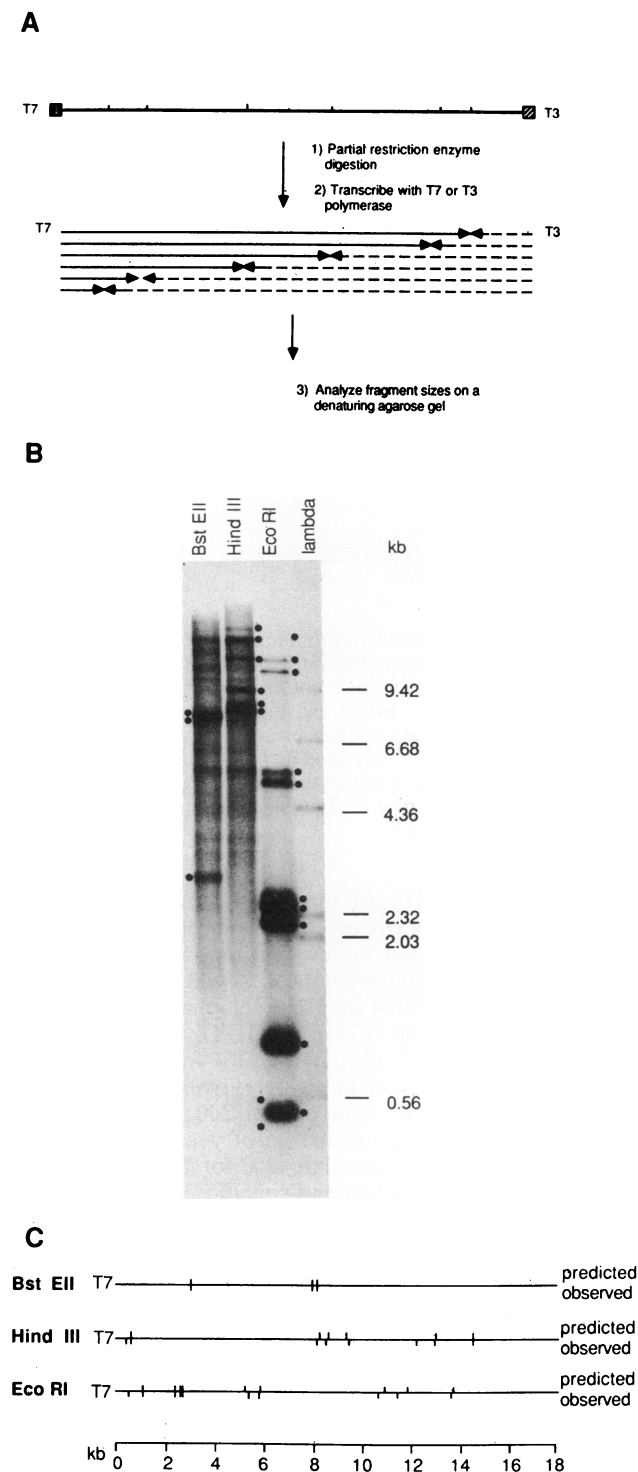 A
T7
T3
1) Partial restriction enzyme
digestion
2) Transcribe with T7 or T3
polymerase
T7
T3
3) Analyze fragment sizes on a
denaturing agarose gel
B
Bst EII
Hind III
Eco RI
lambda
kb
9.42
6.68
4.36
2.32
2.03
0.56
C
Bst EII T7 predicted
observed
Hind III T7 predicted
observed
Eco RI T7 predicted
observed
kb 0 2 4 6 8 10 12 14 16 18